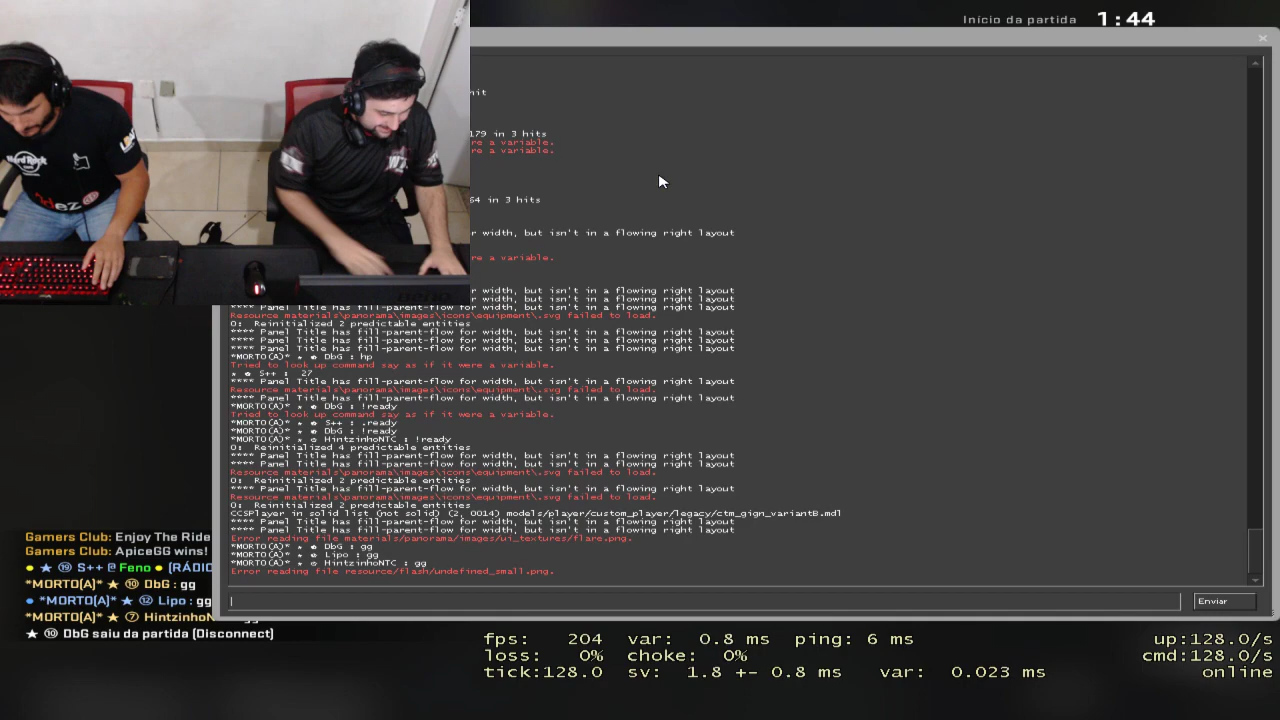 Início da partida 1:44
nit
179 in 3 hits
re a variable.
re a variable.
64 in 3 hits
r width, but isn't in a flowing right layout
re a variable.
r width, but isn't in a flowing right layout
r width, but isn't in a flowing right layout
**** Panel Title has fill-parent-flow for width, but isn't in a flowing right layout
Resource materials\panorama\images\icons\equipment\.svg failed to load.
O: Reinitialized 2 predictable entities
**** Panel Title has fill-parent-flow for width, but isn't in a flowing right layout
**** Panel Title has fill-parent-flow for width, but isn't in a flowing right layout
**** Panel Title has fill-parent-flow for width, but isn't in a flowing right layout
*MORTO(A)* ★ DbG : hp
Tried to look up command say as if it were a variable.
★ S++ : 27
**** Panel Title has fill-parent-flow for width, but isn't in a flowing right layout
Resource materials\panorama\images\icons\equipment\.svg failed to load.
**** Panel Title has fill-parent-flow for width, but isn't in a flowing right layout
*MORTO(A)* ★ DbG : !ready
Tried to look up command say as if it were a variable.
*MORTO(A)* ★ S++ : .ready
*MORTO(A)* ★ DbG : !ready
*MORTO(A)* ★ HintzinhoNTC : !ready
O: Reinitialized 4 predictable entities
**** Panel Title has fill-parent-flow for width, but isn't in a flowing right layout
**** Panel Title has fill-parent-flow for width, but isn't in a flowing right layout
Resource materials\panorama\images\icons\equipment\.svg failed to load.
O: Reinitialized 2 predictable entities
**** Panel Title has fill-parent-flow for width, but isn't in a flowing right layout
Resource materials\panorama\images\icons\equipment\.svg failed to load.
O: Reinitialized 2 predictable entities
CCSPlayer in solid list (not solid) (2, 0014) models/player/custom_player/legacy/ctm_gign_variantB.mdl
**** Panel Title has fill-parent-flow for width, but isn't in a flowing right layout
**** Panel Title has fill-parent-flow for width, but isn't in a flowing right layout
Error reading file materials/panorama/images/ui_textures/flare.png.
*MORTO(A)* ★ DbG : gg
*MORTO(A)* ★ Lipo : gg
*MORTO(A)* ★ HintzinhoNTC : gg
Error reading file resource/flash/undefined_small.png.
Enviar
Gamers Club: Enjoy The Ride
Gamers Club: ApiceGG wins!
● ★ ⑲ S++ @ Feno ● (RÁDIO
*MORTO(A)* ★ ⑩ DbG : gg
● *MORTO(A)* ★ ⑫ Lipo : gg
*MORTO(A)* ★ ⑦ HintzinhoN
★ ⑩ DbG saiu da partida (Disconnect)
fps: 204 var: 0.8 ms ping: 6 ms up:128.0/s
loss: 0% choke: 0% cmd:128.0/s
tick:128.0 sv: 1.8 +- 0.8 ms var: 0.023 ms online
Hard Rock